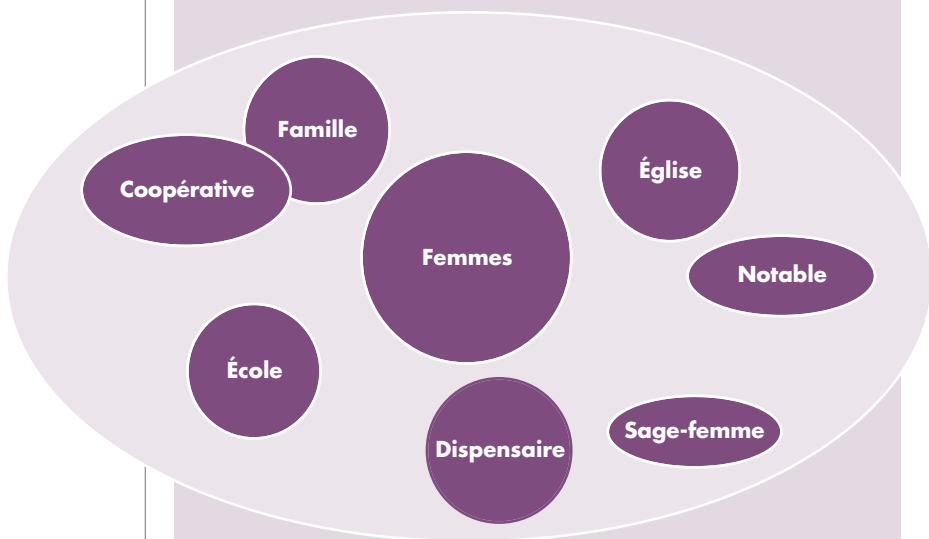 Famille
Coopérative
Église
Femmes
Notable
École
Dispensaire
Sage-femme